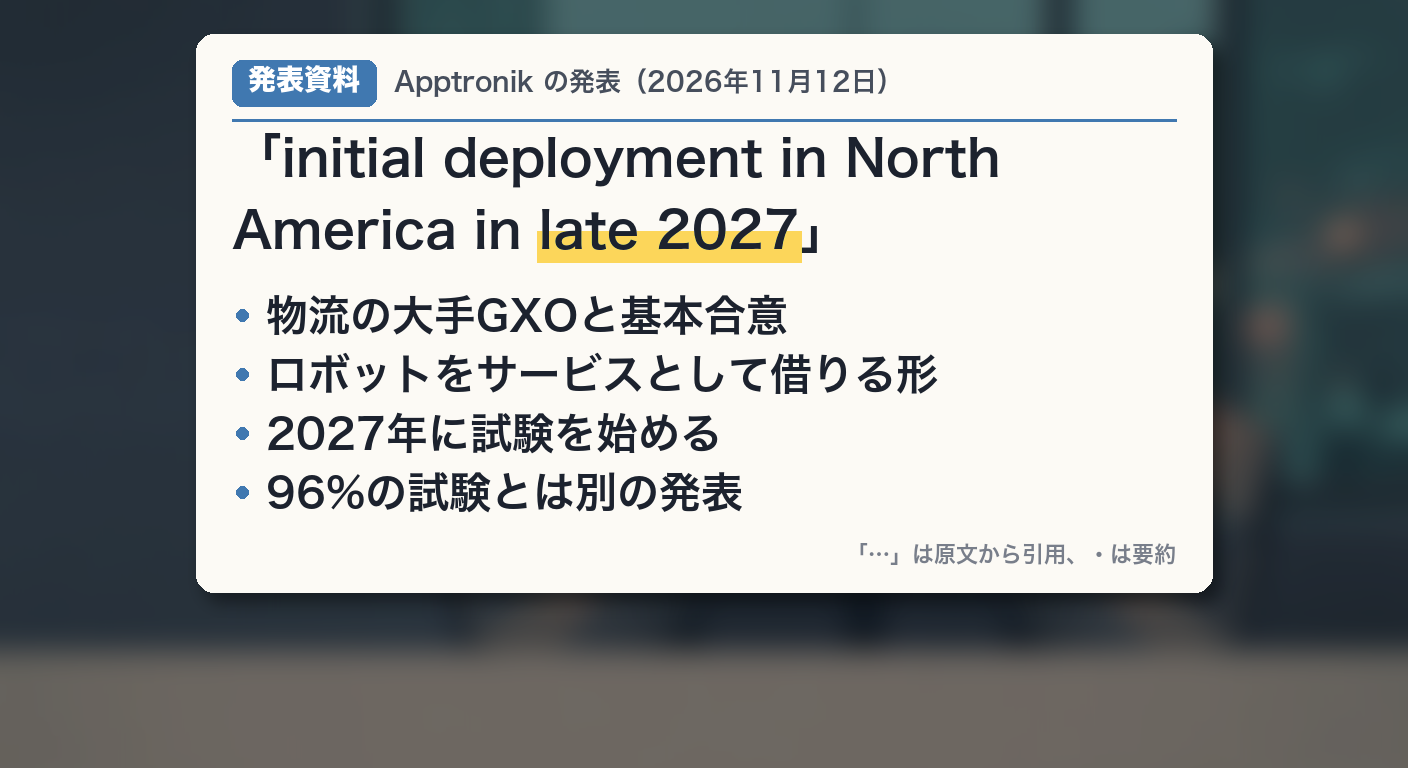 発表資料 Apptronik の発表（2026年11月12日）
「initial deployment in North
America in late 2027」
• 物流の大手GXOと基本合意
• ロボットをサービスとして借りる形
• 2027年に試験を始める
• 96%の試験とは別の発表
「…」は原文から引用、・は要約